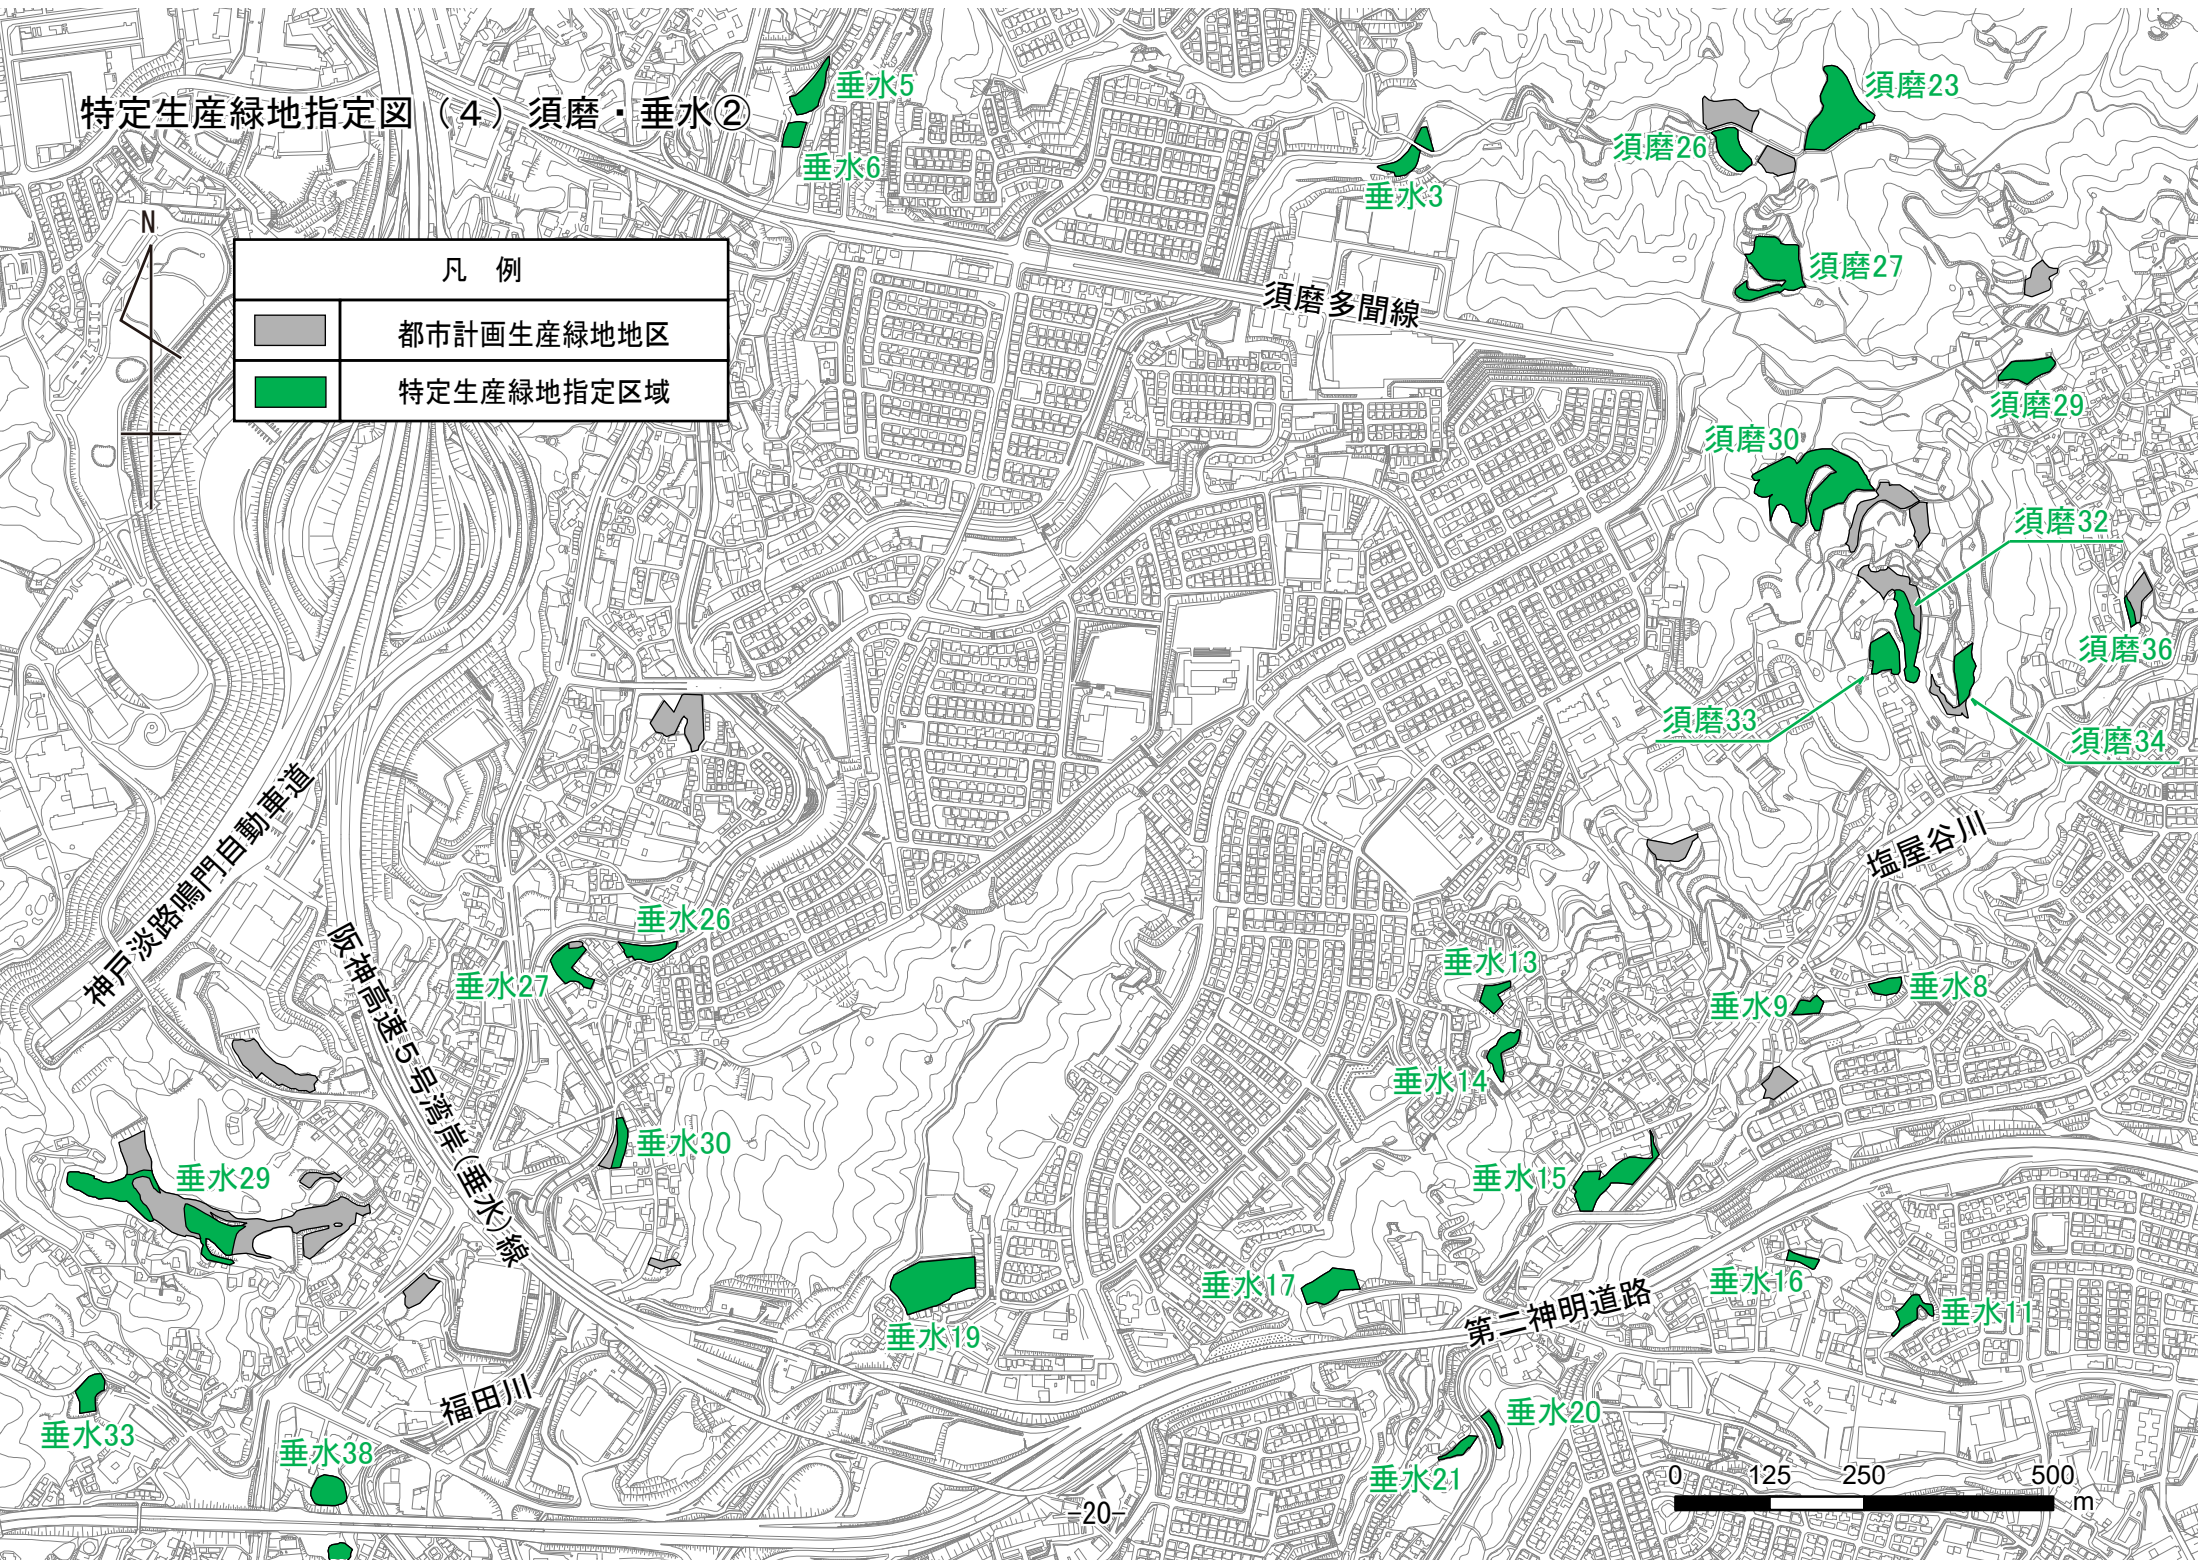 垂水5
須磨23
特定生産緑地指定図（４）須磨・垂水②
須磨26
垂水6
垂水3
N
凡　例
須磨27
都市計画生産緑地地区
須磨多聞線
特定生産緑地指定区域
須磨29
須磨30
須磨32
須磨36
須磨33
須磨34
神戸淡路鳴門自動車道
塩屋谷川
垂水26
阪神高速５号湾岸(垂水)線
垂水27
垂水13
垂水8
垂水9
垂水14
垂水30
垂水29
垂水15
垂水17
垂水16
垂水11
垂水19
第二神明道路
福田川
垂水33
垂水20
垂水38
垂水21
0 125 250 500
m
-20-